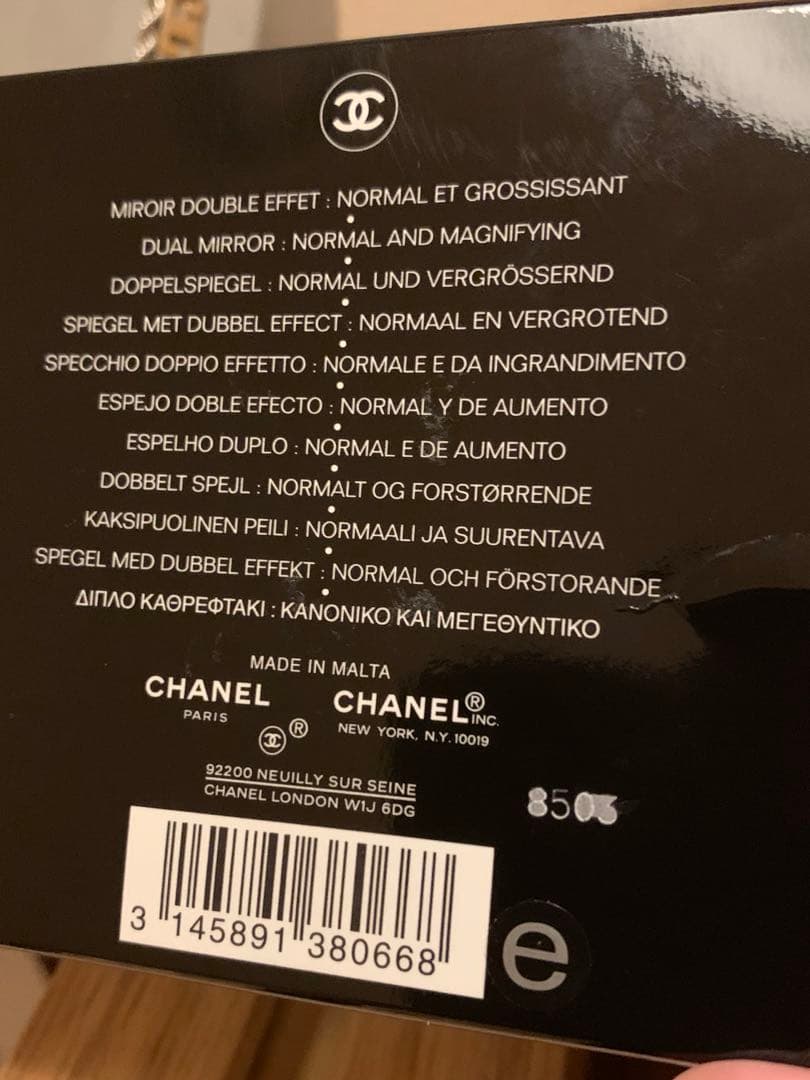 MIROIR DOUBLE EFFET : NORMAL ET GROSSISSANT
DUAL MIRROR : NORMAL AND MAGNIFYING
DOPPELSPIEGEL : NORMAL UND VERGRÖSSERND
SPIEGEL MET DUBBEL EFFECT : NORMAAL EN VERGROTEND
SPECCHIO DOPPIO EFFETTO : NORMALE E DA INGRANDIMENTO
ESPEJO DOBLE EFECTO : NORMAL Y DE AUMENTO
ESPELHO DUPLO : NORMAL E DE AUMENTO
DOBBELT SPEJL : NORMALT OG FORSTØRRENDE
KAKSIPUOLINEN PEILI : NORMAALI JA SUURENTAVA
SPEGEL MED DUBBEL EFFEKT : NORMAL OCH FÖRSTORANDE
ΔΙΠΛΟ ΚΑΘΡΕΦΤΑΚΙ : ΚΑΝΟΝΙΚΟ ΚΑΙ ΜΕΓΕΘΥΝΤΙΚΟ
MADE IN MALTA
CHANEL
PARIS
®
CHANEL® INC.
NEW YORK, N.Y. 10019
92200 NEUILLY SUR SEINE
CHANEL LONDON W1J 6DG
8503
3 145891 380668
e